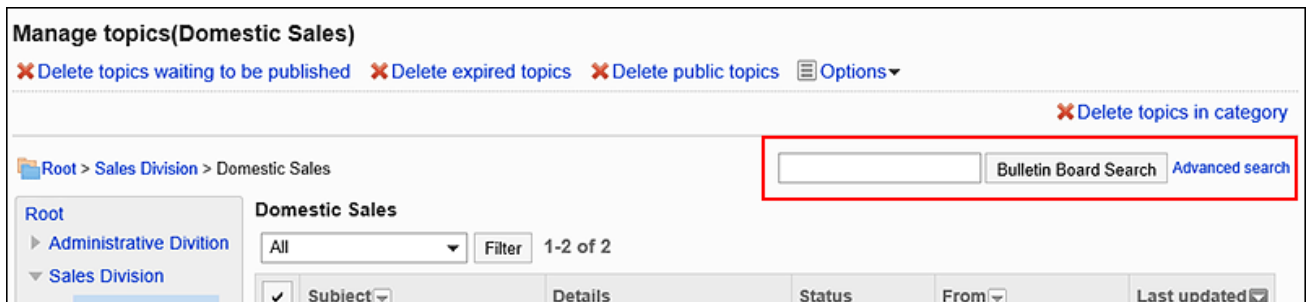 Manage topics(Domestic Sales)
Delete topics waiting to be published Delete expired topics Delete public topics Options
Delete topics in category
Root > Sales Division > Domestic Sales
Bulletin Board Search Advanced search
Root
Domestic Sales
Administrative Divition
All Filter 1-2 of 2
Sales Division
Subject Details Status From Last updated